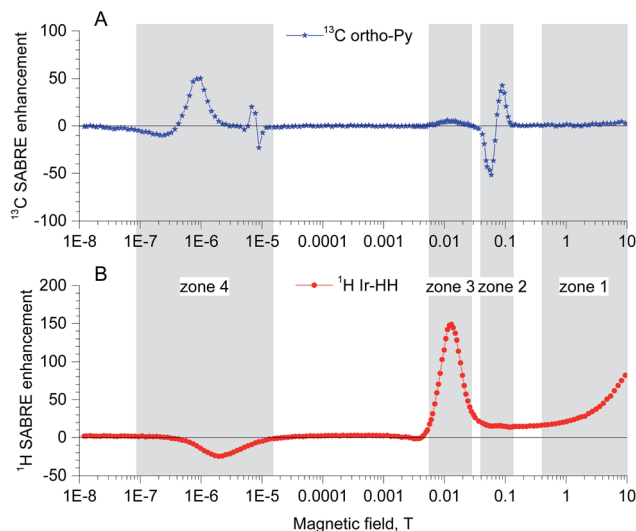 A
¹³C ortho-Py
¹³C SABRE enhancement
100
50
0
-50
-100
1E-8 1E-7 1E-6 1E-5 0.0001 0.001 0.01 0.1 1 10
B
¹H Ir-HH
zone 4 zone 3 zone 2 zone 1
¹H SABRE enhancement
200
150
100
50
0
-50
1E-8 1E-7 1E-6 1E-5 0.0001 0.001 0.01 0.1 1 10
Magnetic field, T